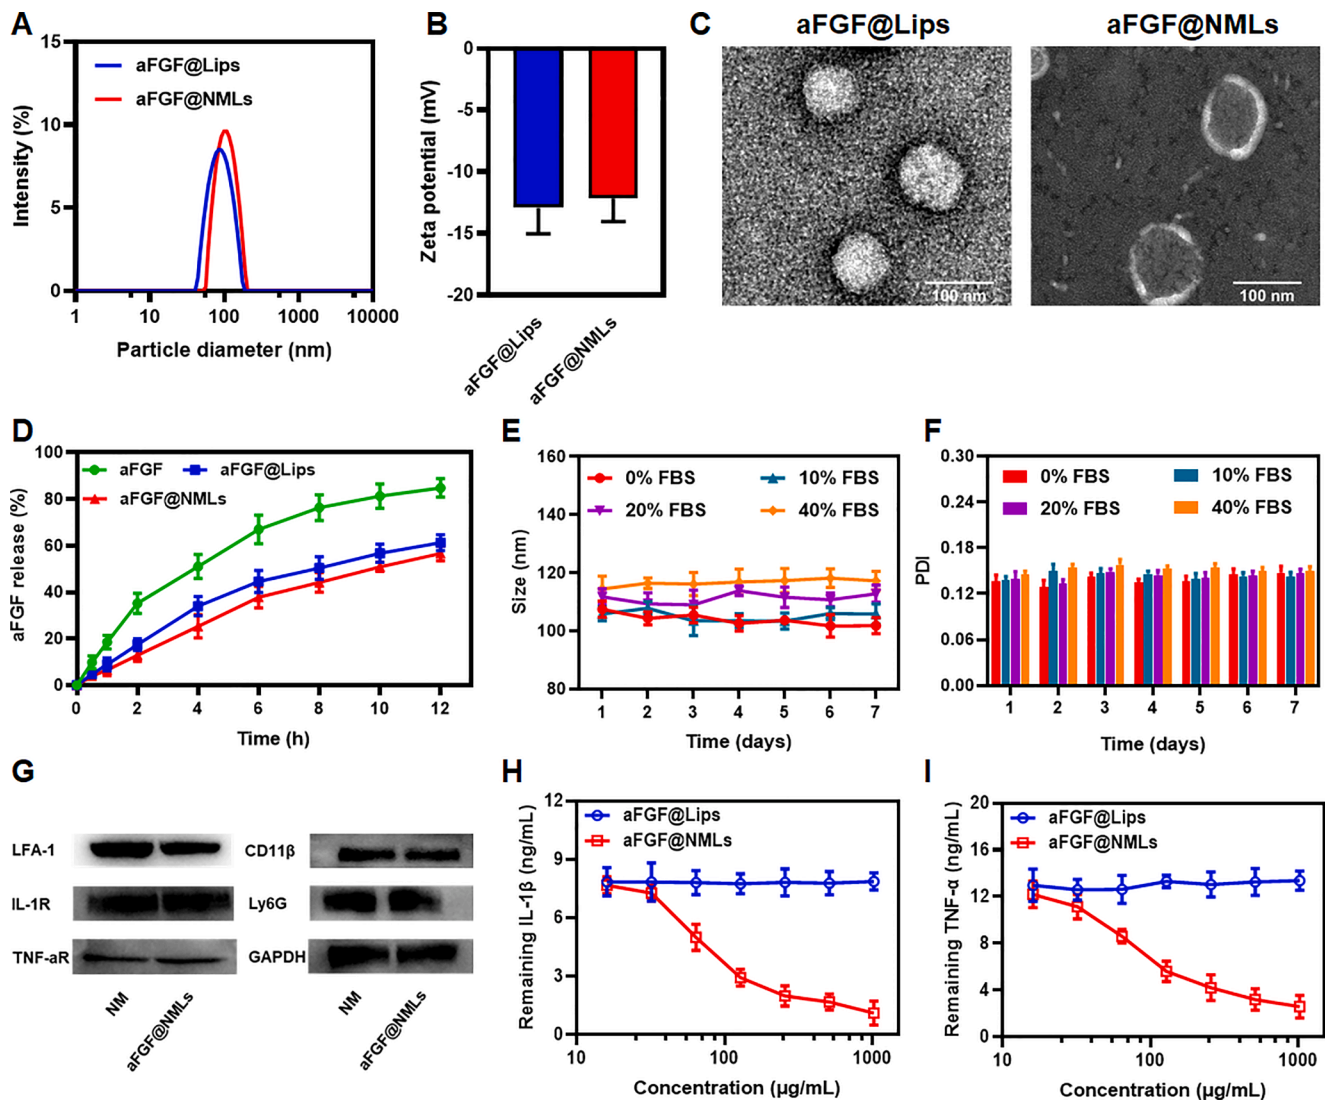 A
15
10
5
0
Intensity (%)
aFGF@Lips
aFGF@NMLs
1
10
100
1000
10000
Particle diameter (nm)
B
0
-5
-10
-15
-20
Zeta potential (mV)
aFGF@Lips
aFGF@NMLs
C
aFGF@Lips
aFGF@NMLs
100 nm
100 nm
D
100
80
60
40
20
0
aFGF release (%)
aFGF
aFGF@Lips
aFGF@NMLs
0
2
4
6
8
10
12
Time (h)
E
160
140
120
100
80
Size (nm)
0% FBS
10% FBS
20% FBS
40% FBS
1
2
3
4
5
6
7
Time (days)
F
0.30
0.24
0.18
0.12
0.06
0.00
PDI
0% FBS
10% FBS
20% FBS
40% FBS
1
2
3
4
5
6
7
Time (days)
G
LFA-1
IL-1R
TNF-aR
NM
aFGF@NMLs
CD11β
Ly6G
GAPDH
NM
aFGF@NMLs
H
12
9
6
3
0
Remaining IL-1β (ng/mL)
aFGF@Lips
aFGF@NMLs
10
100
1000
Concentration (μg/mL)
I
20
16
12
8
4
0
Remaining TNF-α (ng/mL)
aFGF@Lips
aFGF@NMLs
10
100
1000
Concentration (μg/mL)